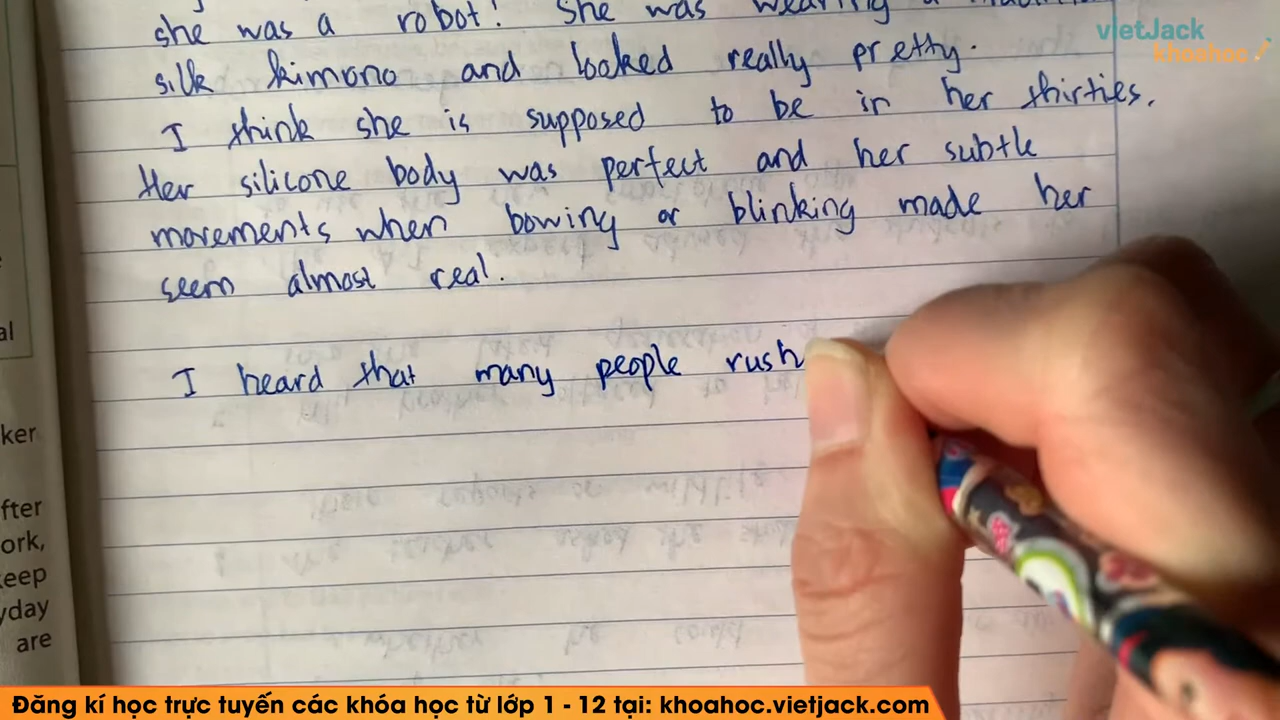 she was a robot! She was wearing a
silk kimono and looked really pretty.
I think she is supposed to be in her thirties.
Her silicone body was perfect and her subtle
movements when bowing or blinking made her
seem almost real.
I heard that many people rush
al
ker
fter
ork,
keep
yday
are
vietJack
khoahoc
Đăng kí học trực tuyến các khóa học từ lớp 1 - 12 tại: khoahoc.vietjack.com